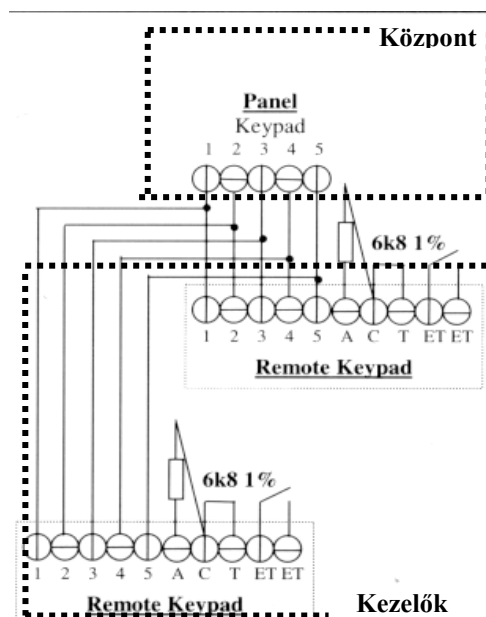 Központ
Panel
Keypad
1 2 3 4 5
6k8 1%
1 2 3 4 5 A C T ET ET
Remote Keypad
6k8 1%
1 2 3 4 5 A C T ET ET
Remote Keypad
Kezelők